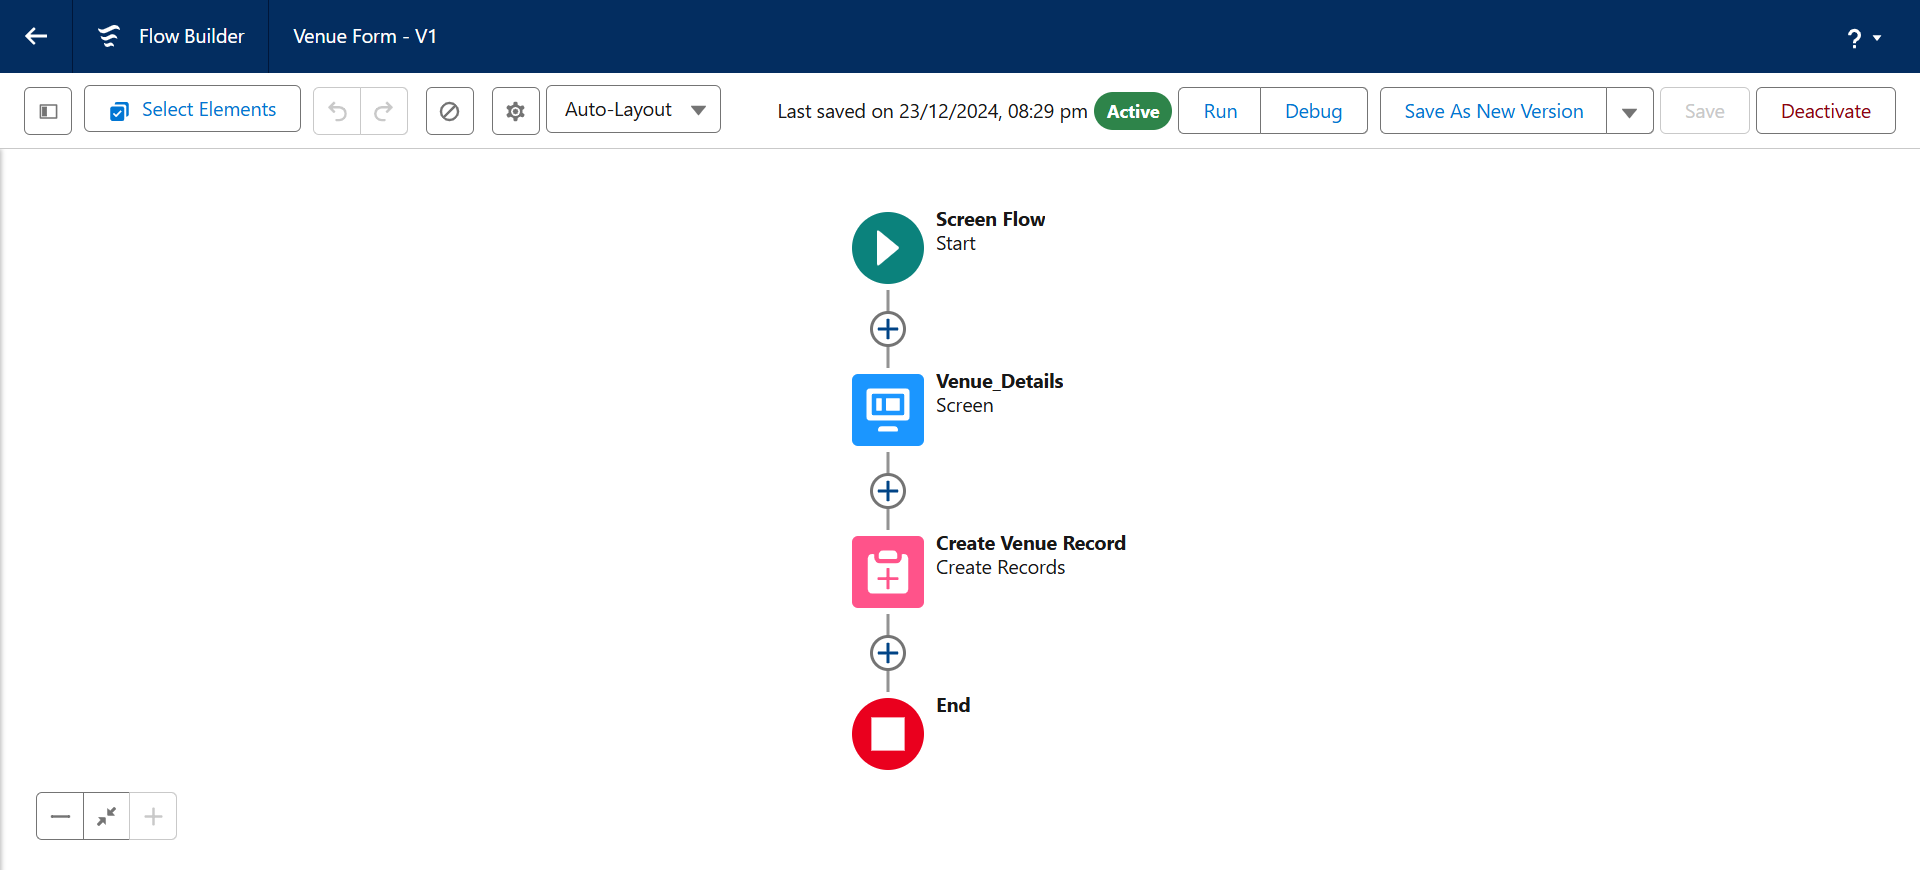 Flow Builder
Venue Form - V1
?
Select Elements
Auto-Layout
Last saved on 23/12/2024, 08:29 pm
Active
Run
Debug
Save As New Version
Save
Deactivate
Screen Flow
Start
Venue_Details
Screen
Create Venue Record
Create Records
End